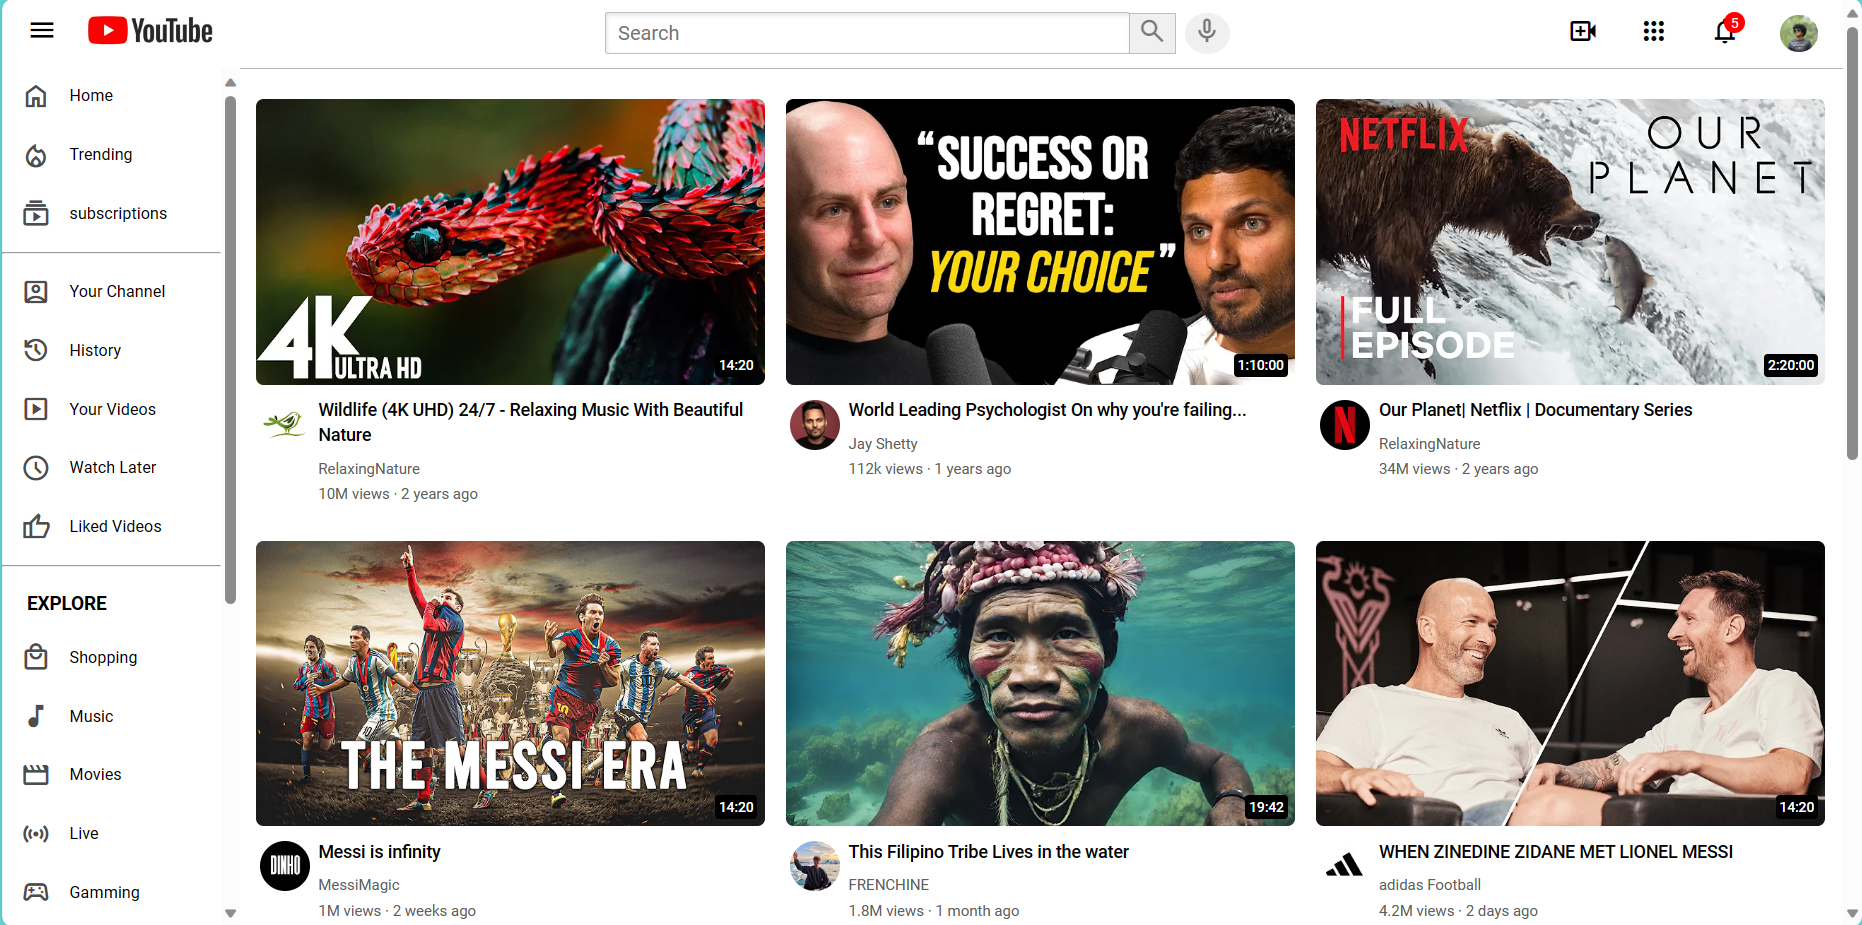 YouTube
Search
5
Home
Trending
subscriptions
Your Channel
History
Your Videos
Watch Later
Liked Videos
EXPLORE
Shopping
Music
Movies
Live
Gamming
4K
ULTRA HD
14:20
Wildlife (4K UHD) 24/7 - Relaxing Music With Beautiful
Nature
RelaxingNature
10M views · 2 years ago
“SUCCESS OR
REGRET:
YOUR CHOICE”
1:10:00
World Leading Psychologist On why you're failing...
Jay Shetty
112k views · 1 years ago
NETFLIX
OUR
PLANET
FULL
EPISODE
2:20:00
N
Our Planet| Netflix | Documentary Series
RelaxingNature
34M views · 2 years ago
THE MESSI ERA
14:20
DINHO
Messi is infinity
MessiMagic
1M views · 2 weeks ago
19:42
This Filipino Tribe Lives in the water
FRENCHINE
1.8M views · 1 month ago
14:20
WHEN ZINEDINE ZIDANE MET LIONEL MESSI
adidas Football
4.2M views · 2 days ago